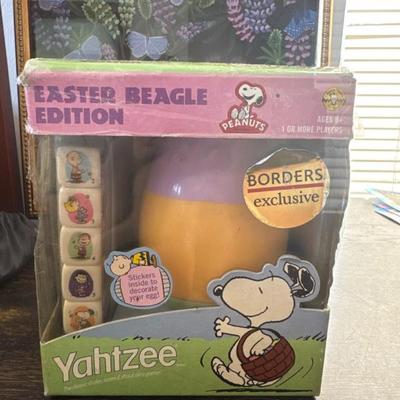 EASTER BEAGLE
EDITION
PEANUTS
AGES 8+
1 OR MORE PLAYERS
BORDERS
exclusive
Stickers
inside to
decorate
your egg!
Yahtzee